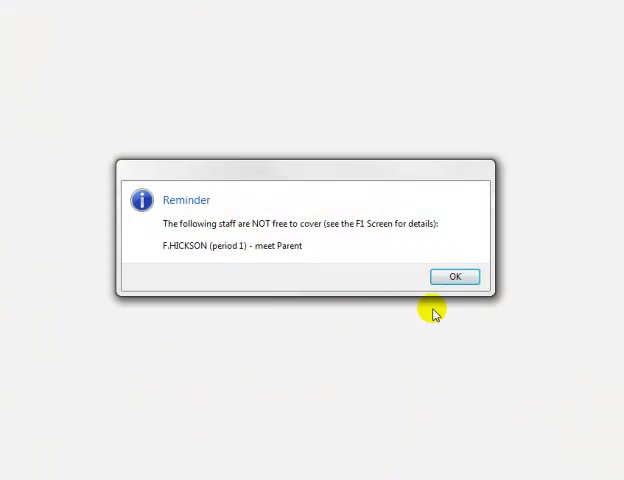 Reminder
The following staff are NOT free to cover (see the F1 Screen for details):
F.HICKSON (period 1) - meet Parent
OK